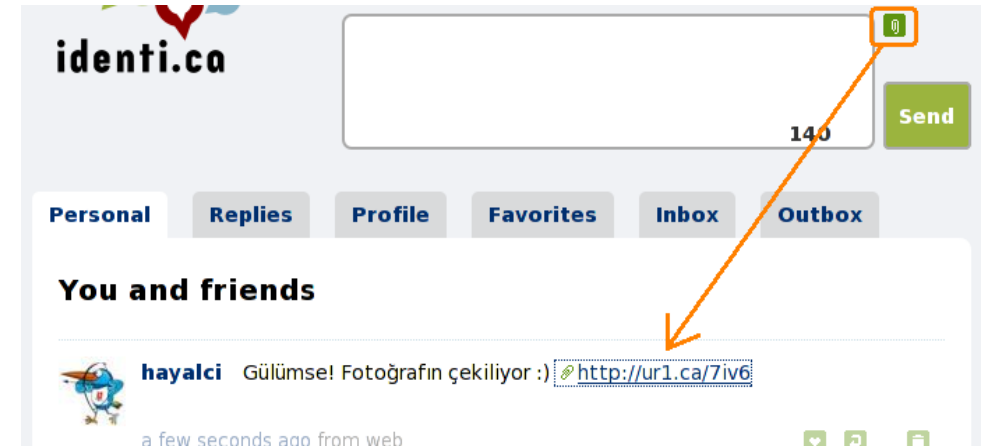 identi.ca
140
Send
Personal Replies Profile Favorites Inbox Outbox
You and friends
hayalci Gülümse! Fotoğrafın çekiliyor :) http://ur1.ca/7iv6
a few seconds ago from web